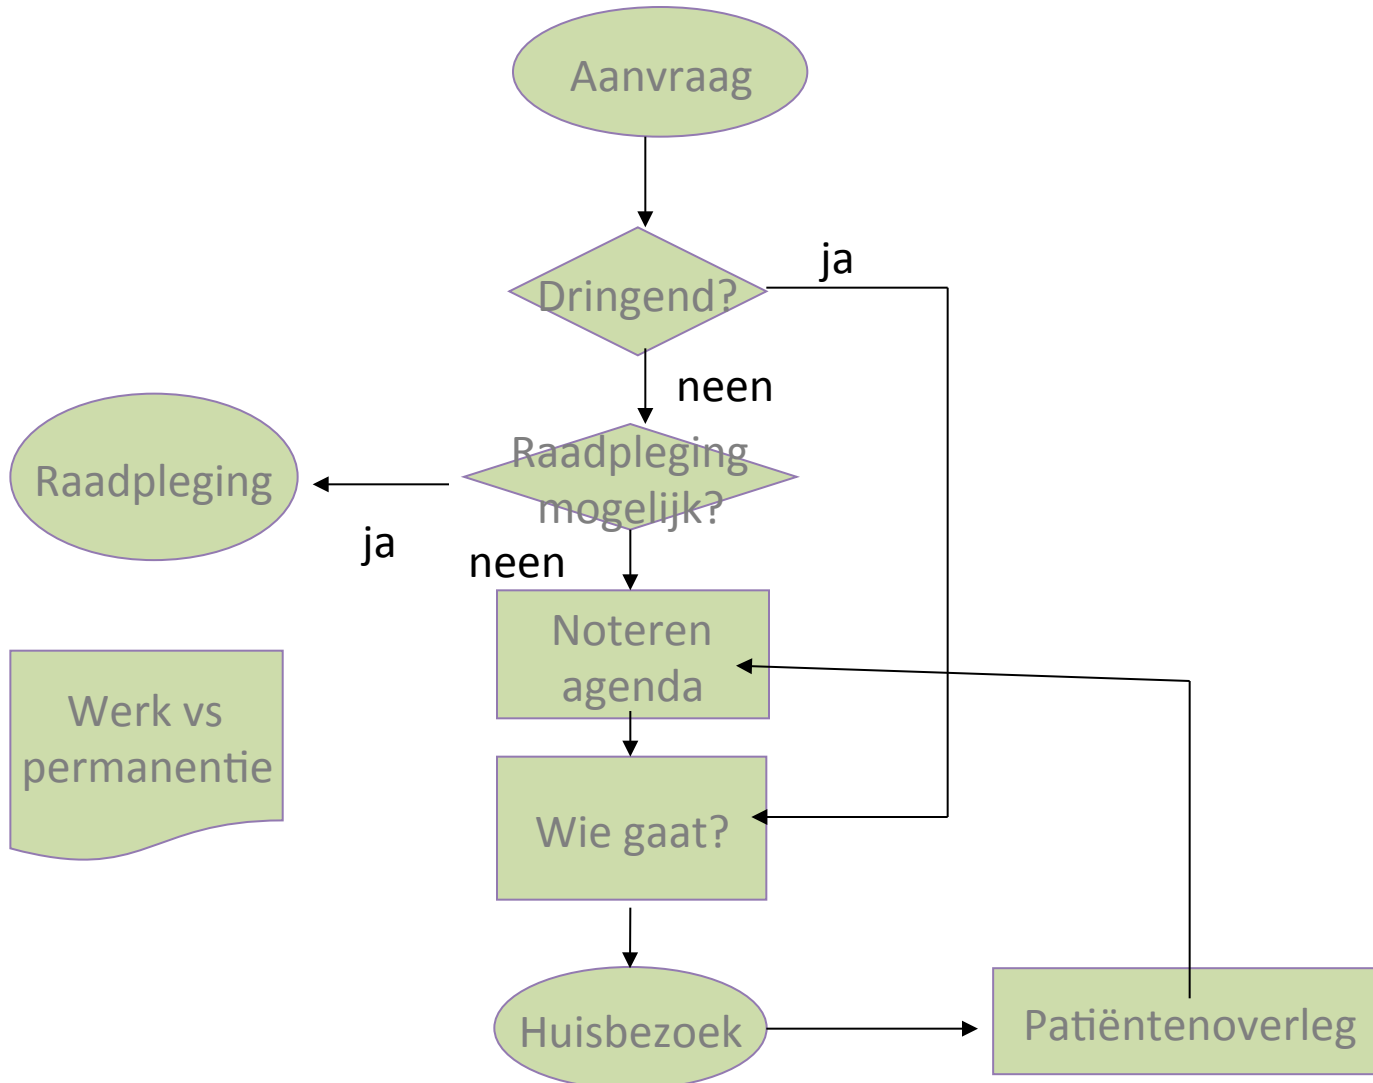 Aanvraag
ja
Dringend?
neen
Raadpleging
mogelijk?
Raadpleging
ja
neen
Noteren
agenda
Werk vs
permanentie
Wie gaat?
Huisbezoek
Patiëntenoverleg